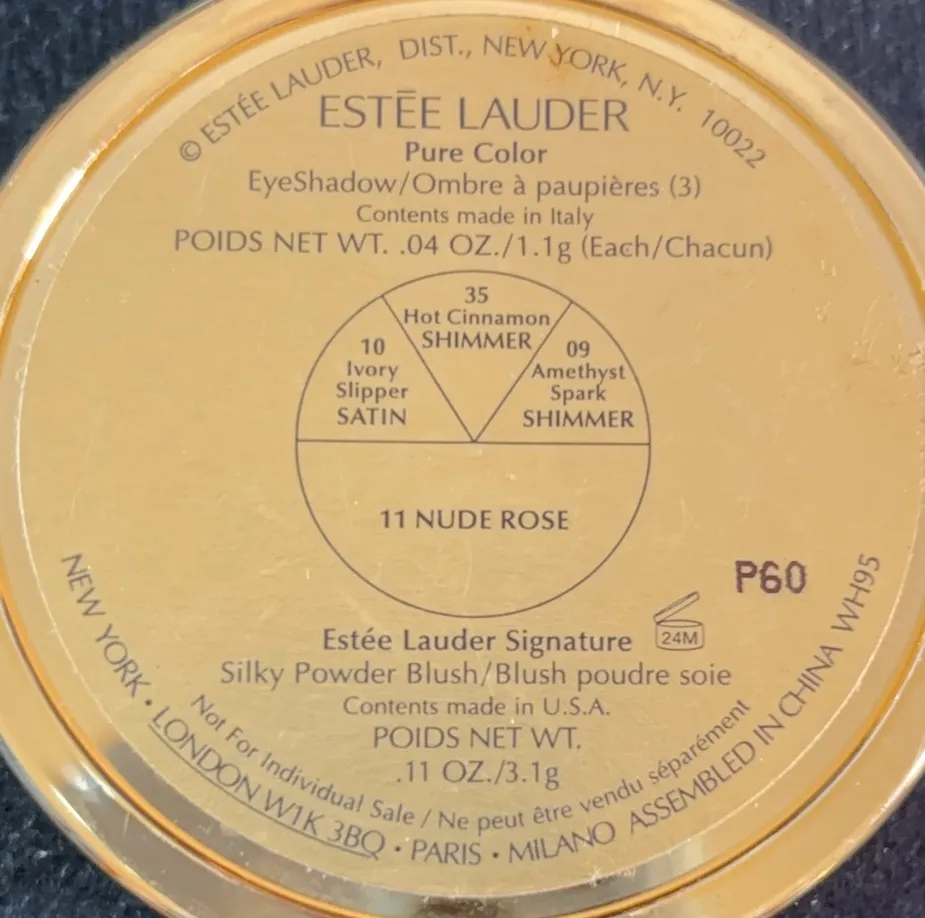 © ESTÉE LAUDER, DIST., NEW YORK, N.Y. 10022
ESTĒE LAUDER
Pure Color
EyeShadow/Ombre à paupières (3)
Contents made in Italy
POIDS NET WT. .04 OZ./1.1g (Each/Chacun)
35
Hot Cinnamon
SHIMMER
10
Ivory
Slipper
SATIN
09
Amethyst
Spark
SHIMMER
11 NUDE ROSE
P60
24M
Estée Lauder Signature
Silky Powder Blush/Blush poudre soie
Contents made in U.S.A.
POIDS NET WT.
.11 OZ./3.1g
Not For Individual Sale / Ne peut être vendu séparément
NEW YORK • LONDON W1K 3BQ • PARIS • MILANO ASSEMBLED IN CHINA WH95